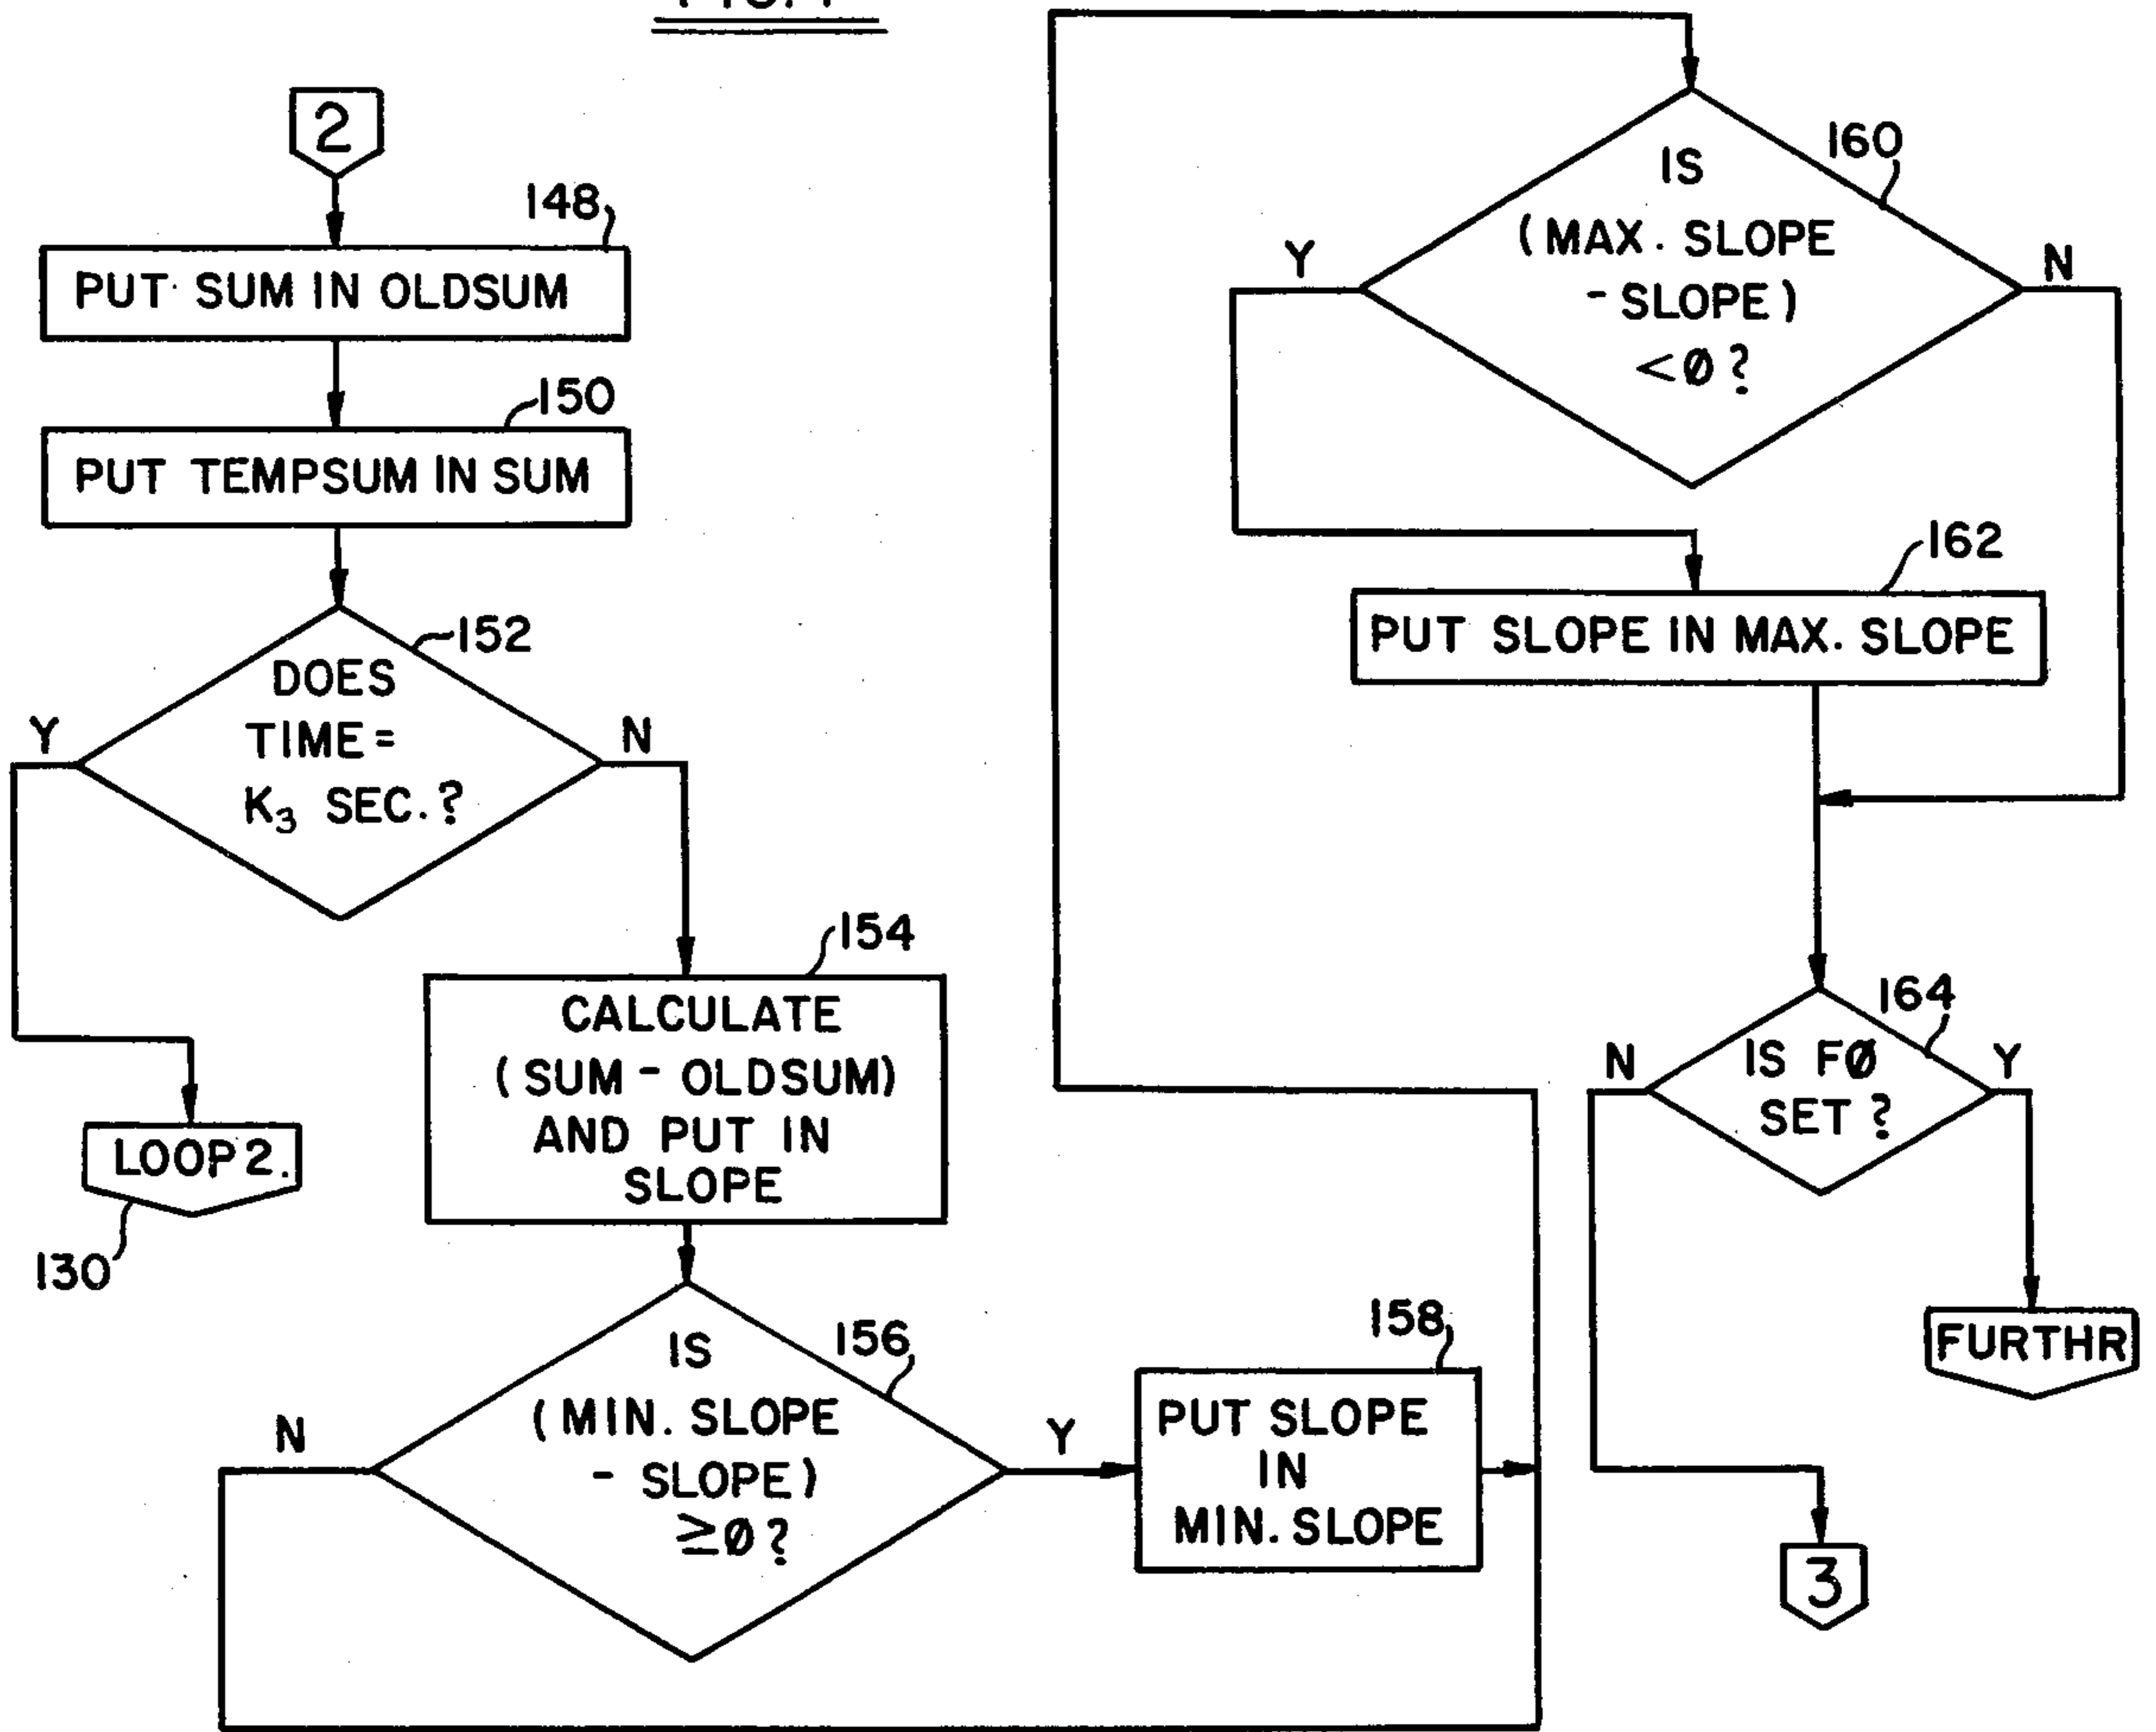 2
148
PUT SUM IN OLDSUM
150
PUT TEMPSUM IN SUM
152
DOES
TIME=
K₃ SEC.?
Y
N
LOOP 2.
130
154
CALCULATE
(SUM - OLDSUM)
AND PUT IN
SLOPE
156
IS
(MIN. SLOPE
- SLOPE)
≥Ø?
N
Y
158
PUT SLOPE
IN
MIN. SLOPE
160
IS
(MAX. SLOPE
- SLOPE)
<Ø?
Y
N
162
PUT SLOPE IN MAX. SLOPE
164
IS FØ
SET?
N
Y
FURTHR
3